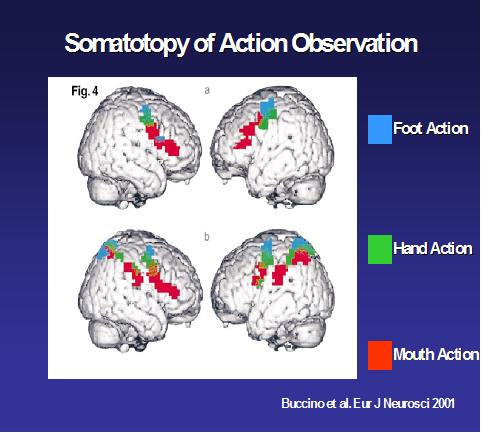 Somatotopy of Action Observation
Fig. 4
a
Foot Action
b
Hand Action
Mouth Action
Buccino et al. Eur J Neurosci 2001